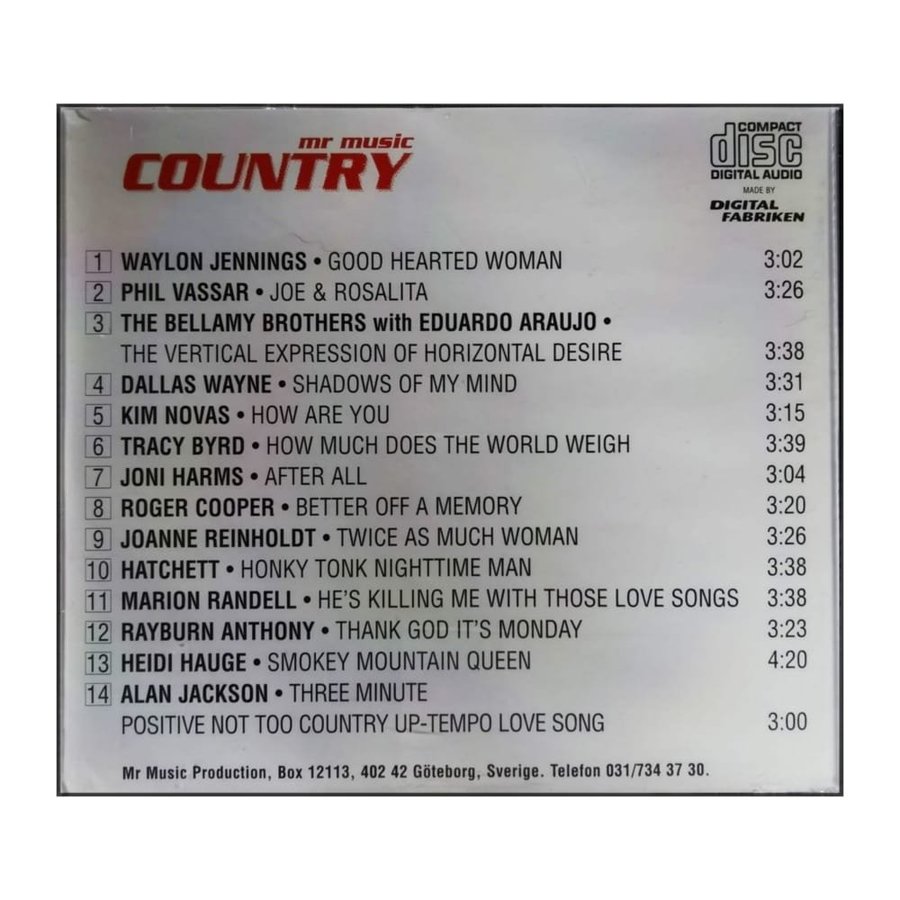 mr music
COUNTRY
COMPACT
disc
DIGITAL AUDIO
MADE BY
DIGITAL
FABRIKEN
1 WAYLON JENNINGS • GOOD HEARTED WOMAN 3:02
2 PHIL VASSAR • JOE & ROSALITA 3:26
3 THE BELLAMY BROTHERS with EDUARDO ARAUJO •
THE VERTICAL EXPRESSION OF HORIZONTAL DESIRE 3:38
4 DALLAS WAYNE • SHADOWS OF MY MIND 3:31
5 KIM NOVAS • HOW ARE YOU 3:15
6 TRACY BYRD • HOW MUCH DOES THE WORLD WEIGH 3:39
7 JONI HARMS • AFTER ALL 3:04
8 ROGER COOPER • BETTER OFF A MEMORY 3:20
9 JOANNE REINHOLDT • TWICE AS MUCH WOMAN 3:26
10 HATCHETT • HONKY TONK NIGHTTIME MAN 3:38
11 MARION RANDELL • HE'S KILLING ME WITH THOSE LOVE SONGS 3:38
12 RAYBURN ANTHONY • THANK GOD IT'S MONDAY 3:23
13 HEIDI HAUGE • SMOKEY MOUNTAIN QUEEN 4:20
14 ALAN JACKSON • THREE MINUTE
POSITIVE NOT TOO COUNTRY UP-TEMPO LOVE SONG 3:00
Mr Music Production, Box 12113, 402 42 Göteborg, Sverige. Telefon 031/734 37 30.